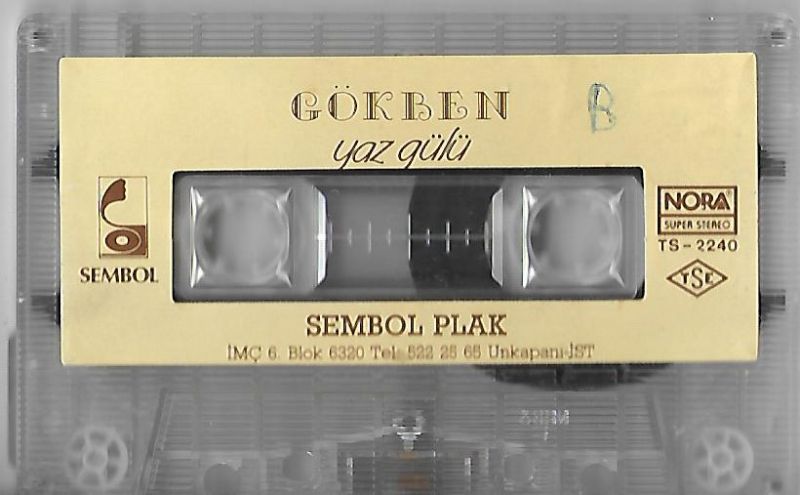 GÖKBEN
B
yaz gülü
SEMBOL
NORA
SUPER STEREO
TS-2240
TSE
SEMBOL PLAK
İMÇ 6. Blok 6320 Tel: 522 25 65 Unkapanı-İST